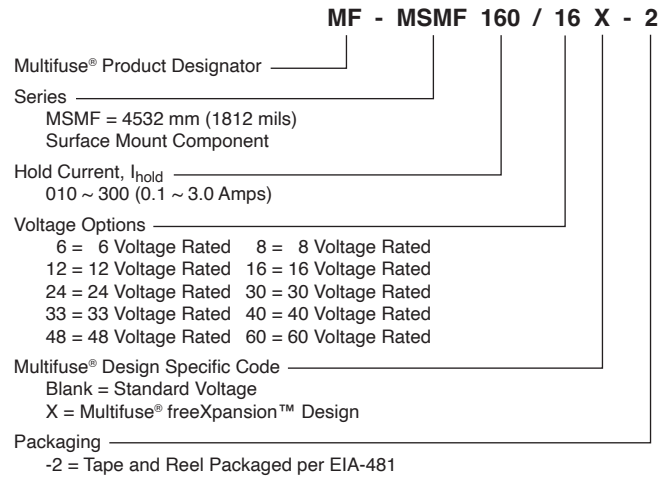 MF - MSMF 160 / 16 X - 2
Multifuse® Product Designator
Series
MSMF = 4532 mm (1812 mils)
Surface Mount Component
Hold Current, Ihold
010 ~ 300 (0.1 ~ 3.0 Amps)
Voltage Options
6 = 6 Voltage Rated 8 = 8 Voltage Rated
12 = 12 Voltage Rated 16 = 16 Voltage Rated
24 = 24 Voltage Rated 30 = 30 Voltage Rated
33 = 33 Voltage Rated 40 = 40 Voltage Rated
48 = 48 Voltage Rated 60 = 60 Voltage Rated
Multifuse® Design Specific Code
Blank = Standard Voltage
X = Multifuse® freeXpansion™ Design
Packaging
-2 = Tape and Reel Packaged per EIA-481